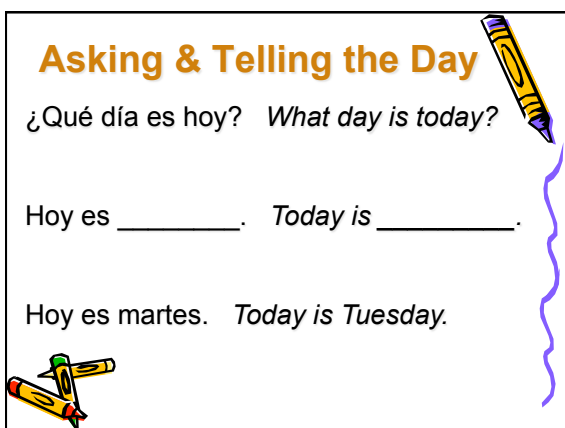 Asking & Telling the Day
¿Qué día es hoy? What day is today?
Hoy es ________. Today is _________.
Hoy es martes. Today is Tuesday.